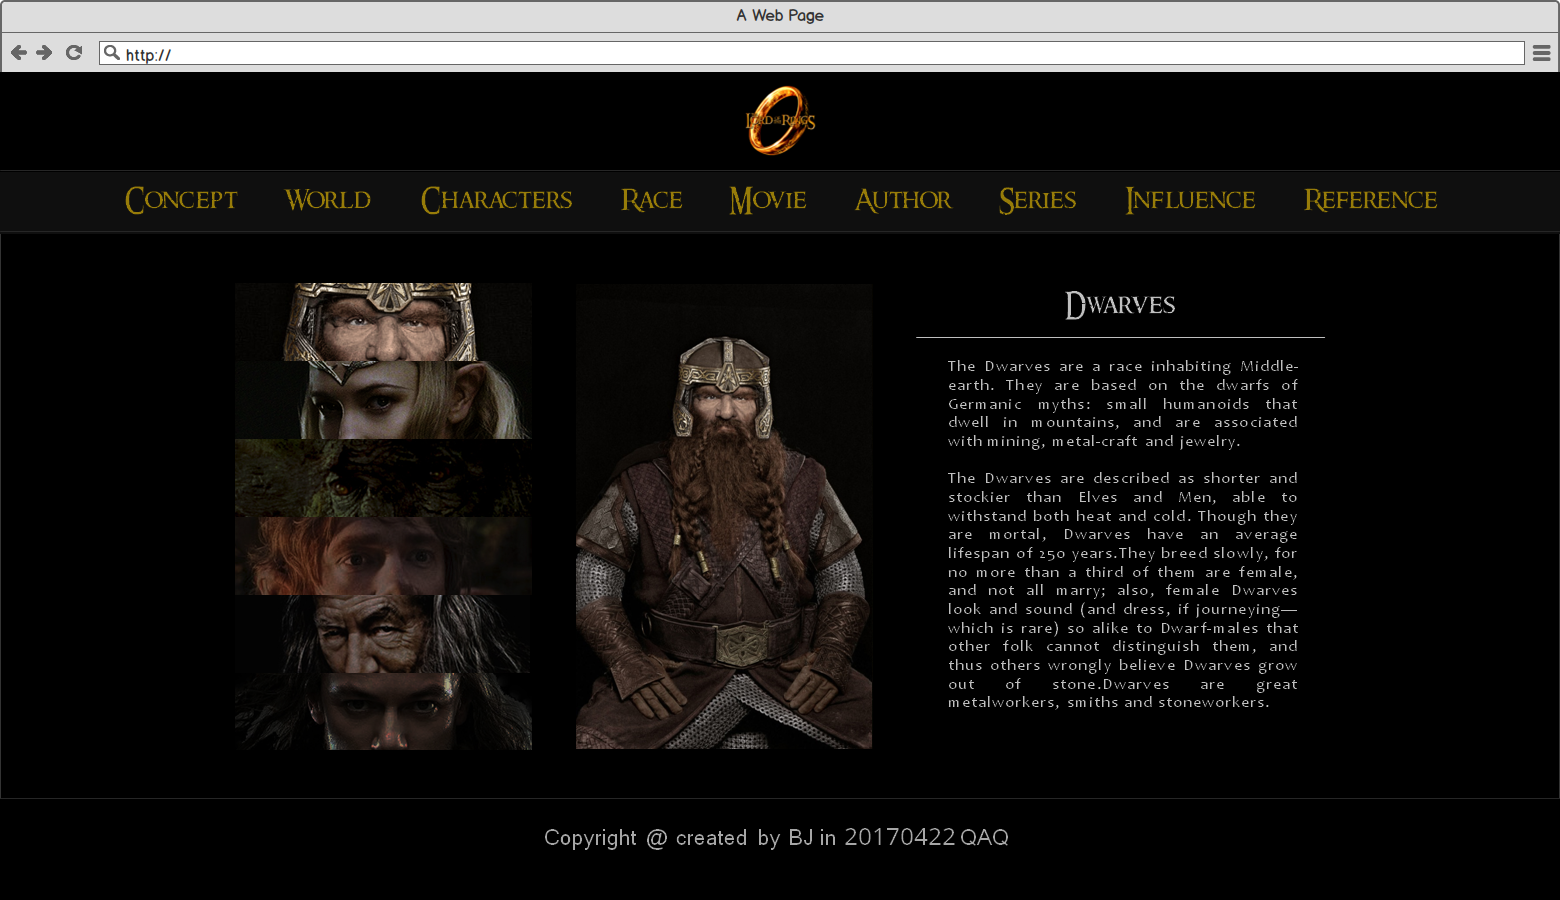 A Web Page
http://
Lord of the Rings
Concept World Characters Race Movie Author Series Influence Reference
Dwarves
The Dwarves are a race inhabiting Middle-
earth. They are based on the dwarfs of
Germanic myths: small humanoids that
dwell in mountains, and are associated
with mining, metal-craft and jewelry.
The Dwarves are described as shorter and
stockier than Elves and Men, able to
withstand both heat and cold. Though they
are mortal, Dwarves have an average
lifespan of 250 years.They breed slowly, for
no more than a third of them are female,
and not all marry; also, female Dwarves
look and sound (and dress, if journeying—
which is rare) so alike to Dwarf-males that
other folk cannot distinguish them, and
thus others wrongly believe Dwarves grow
out of stone.Dwarves are great
metalworkers, smiths and stoneworkers.
Copyright @ created by BJ in 20170422 QAQ